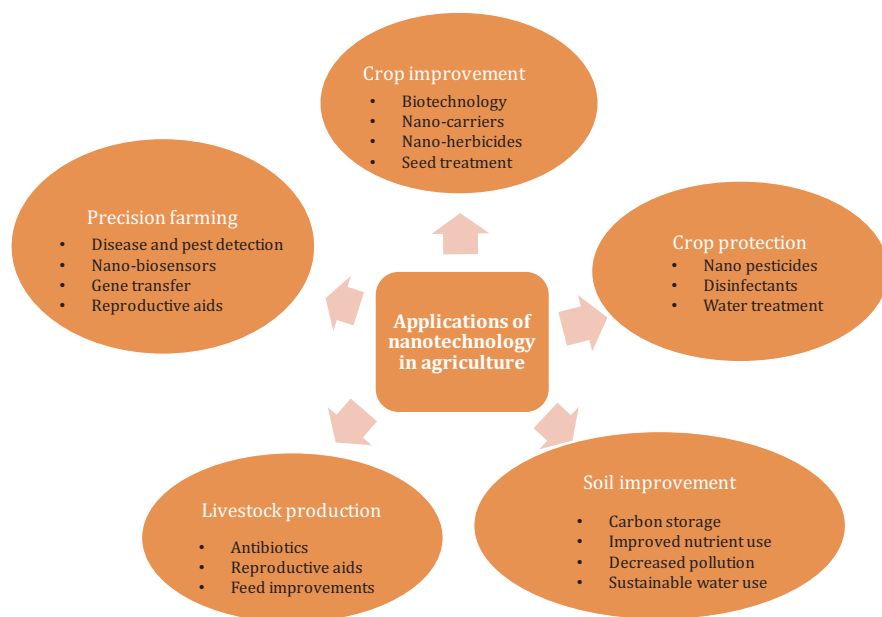 Crop improvement
• Biotechnology
• Nano-carriers
• Nano-herbicides
• Seed treatment
Precision farming
• Disease and pest detection
• Nano-biosensors
• Gene transfer
• Reproductive aids
Crop protection
• Nano pesticides
• Disinfectants
• Water treatment
Applications of
nanotechnology
in agriculture
Livestock production
• Antibiotics
• Reproductive aids
• Feed improvements
Soil improvement
• Carbon storage
• Improved nutrient use
• Decreased pollution
• Sustainable water use